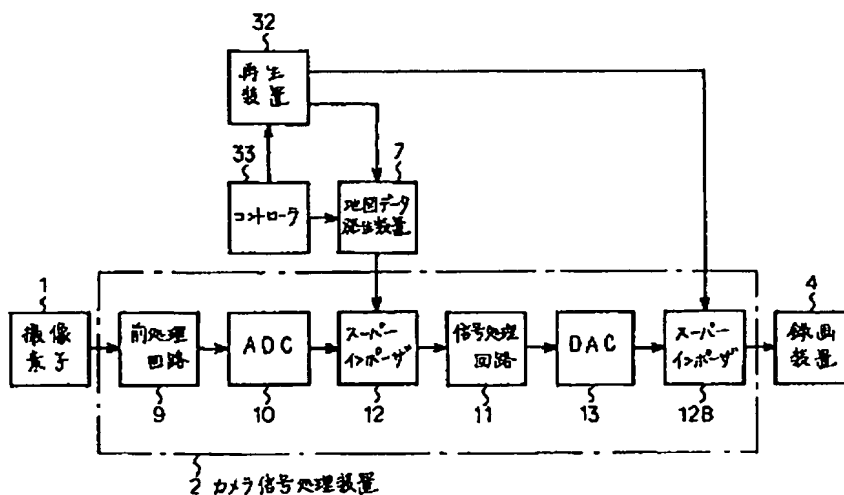 32
再生
装置
33
7
コントローラ
地図データ
発生装置
1
4
撮像
素子
前処理
回路
ADC
スーパー
インポーザ
信号処理
回路
DAC
スーパー
インポーザ
録画
装置
9
10
12
11
13
12B
2 カメラ信号処理装置